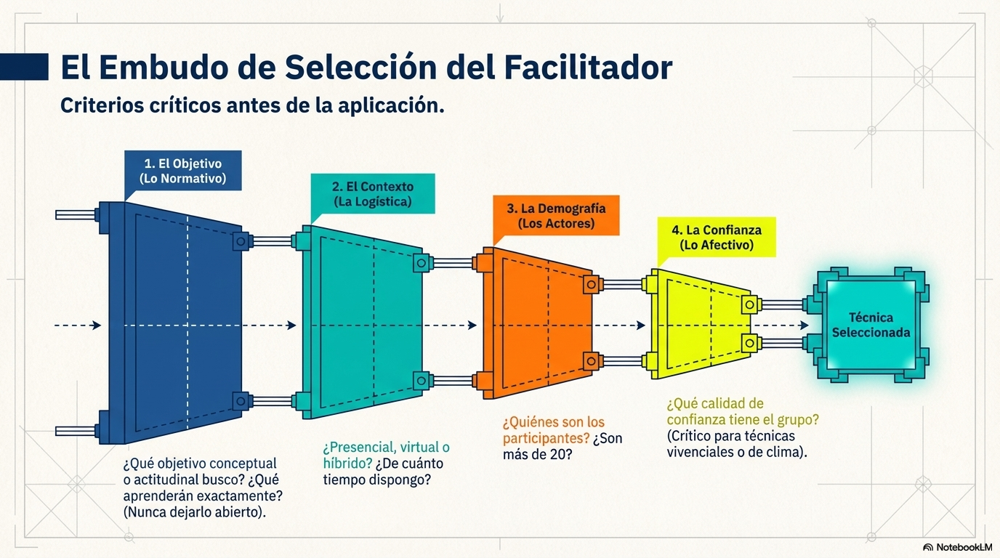 El Embudo de Selección del Facilitador
Criterios críticos antes de la aplicación.
1. El Objetivo
(Lo Normativo)
2. El Contexto
(La Logística)
3. La Demografía
(Los Actores)
4. La Confianza
(Lo Afectivo)
Técnica
Seleccionada
¿Qué objetivo conceptual
o actitudinal busco? ¿Qué
aprenderán exactamente?
(Nunca dejarlo abierto).
¿Presencial, virtual o
híbrido? ¿De cuánto
tiempo dispongo?
¿Quiénes son los
participantes? ¿Son
más de 20?
¿Qué calidad de
confianza tiene el grupo?
(Crítico para técnicas
vivenciales o de clima).
NotebookLM